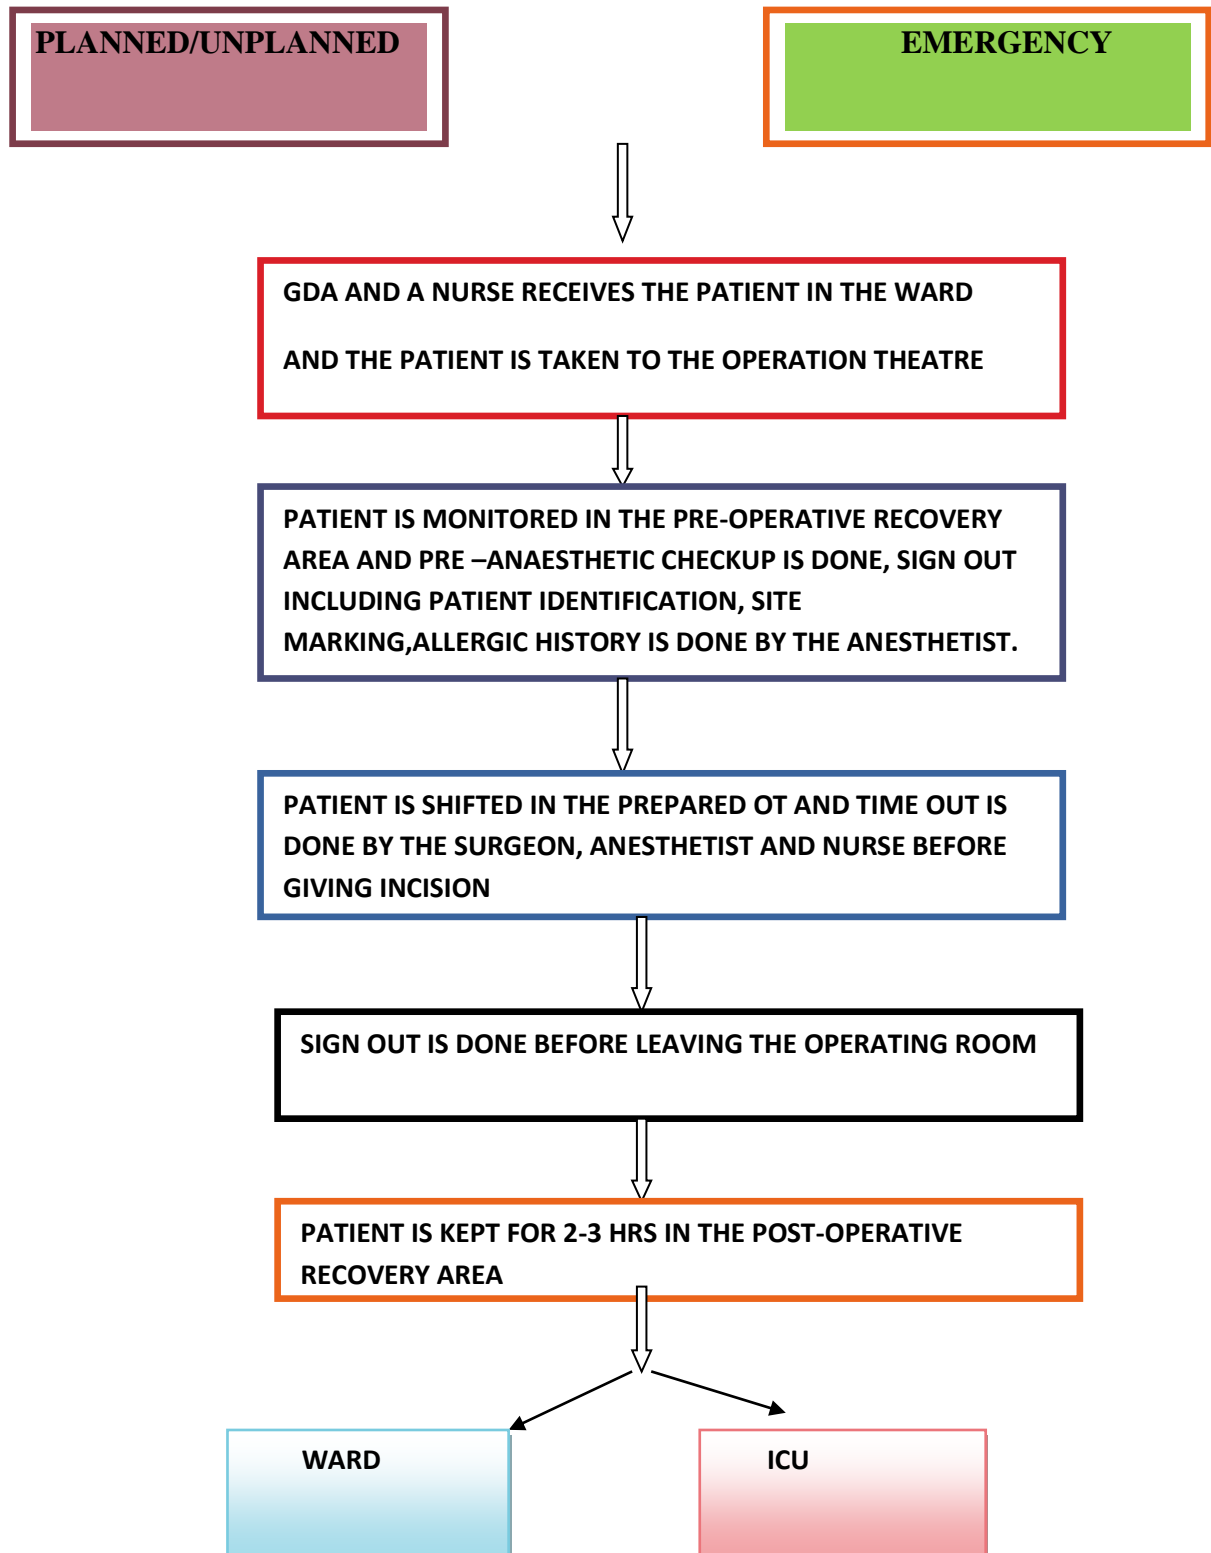 PLANNED/UNPLANNED
EMERGENCY
GDA AND A NURSE RECEIVES THE PATIENT IN THE WARD
AND THE PATIENT IS TAKEN TO THE OPERATION THEATRE
PATIENT IS MONITORED IN THE PRE-OPERATIVE RECOVERY
AREA AND PRE –ANAESTHETIC CHECKUP IS DONE, SIGN OUT
INCLUDING PATIENT IDENTIFICATION, SITE
MARKING,ALLERGIC HISTORY IS DONE BY THE ANESTHETIST.
PATIENT IS SHIFTED IN THE PREPARED OT AND TIME OUT IS
DONE BY THE SURGEON, ANESTHETIST AND NURSE BEFORE
GIVING INCISION
SIGN OUT IS DONE BEFORE LEAVING THE OPERATING ROOM
PATIENT IS KEPT FOR 2-3 HRS IN THE POST-OPERATIVE
RECOVERY AREA
WARD
ICU